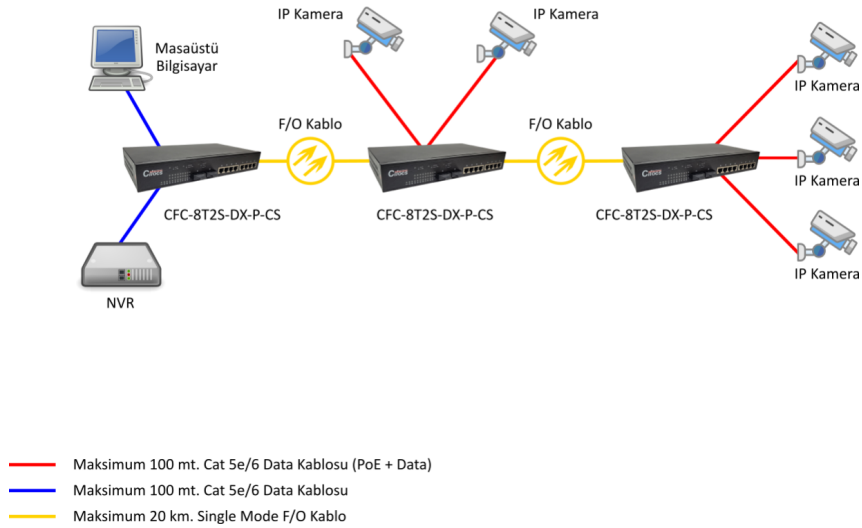 IP Kamera
IP Kamera
Masaüstü
Bilgisayar
F/O Kablo
F/O Kablo
IP Kamera
IP Kamera
IP Kamera
CFC-8T2S-DX-P-CS
CFC-8T2S-DX-P-CS
CFC-8T2S-DX-P-CS
NVR
Maksimum 100 mt. Cat 5e/6 Data Kablosu (PoE + Data)
Maksimum 100 mt. Cat 5e/6 Data Kablosu
Maksimum 20 km. Single Mode F/O Kablo